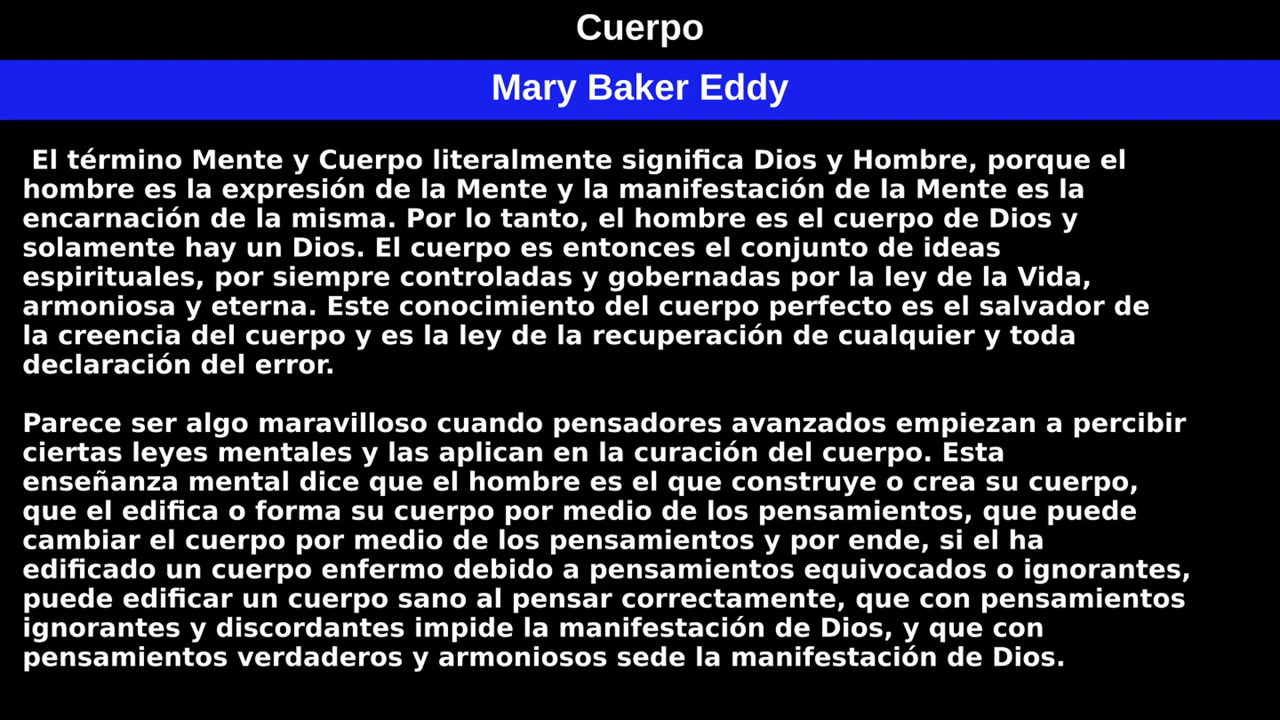 Cuerpo
Mary Baker Eddy
El término Mente y Cuerpo literalmente significa Dios y Hombre, porque el
hombre es la expresión de la Mente y la manifestación de la Mente es la
encarnación de la misma. Por lo tanto, el hombre es el cuerpo de Dios y
solamente hay un Dios. El cuerpo es entonces el conjunto de ideas
espirituales, por siempre controladas y gobernadas por la ley de la Vida,
armoniosa y eterna. Este conocimiento del cuerpo perfecto es el salvador de
la creencia del cuerpo y es la ley de la recuperación de cualquier y toda
declaración del error.
Parece ser algo maravilloso cuando pensadores avanzados empiezan a percibir
ciertas leyes mentales y las aplican en la curación del cuerpo. Esta
enseñanza mental dice que el hombre es el que construye o crea su cuerpo,
que el edifica o forma su cuerpo por medio de los pensamientos, que puede
cambiar el cuerpo por medio de los pensamientos y por ende, si el ha
edificado un cuerpo enfermo debido a pensamientos equivocados o ignorantes,
puede edificar un cuerpo sano al pensar correctamente, que con pensamientos
ignorantes y discordantes impide la manifestación de Dios, y que con
pensamientos verdaderos y armoniosos sede la manifestación de Dios.